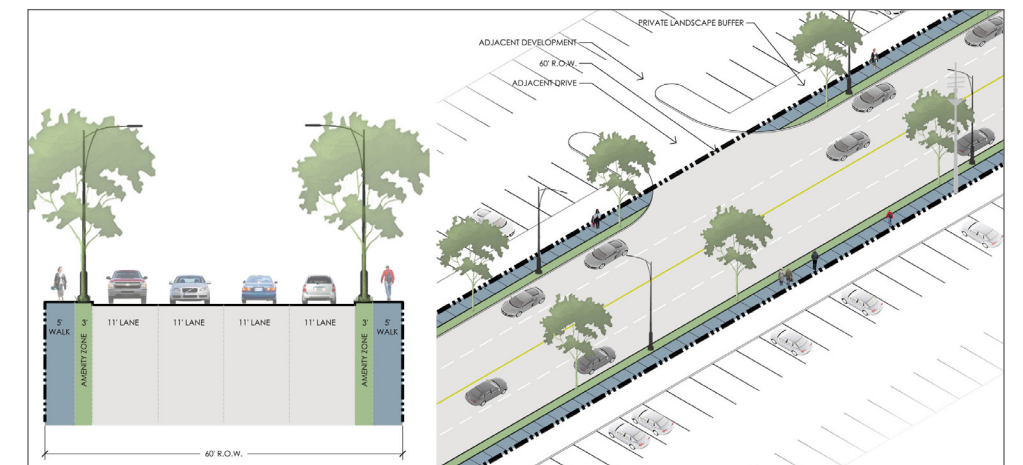 PRIVATE LANDSCAPE BUFFER
ADJACENT DEVELOPMENT
60' R.O.W.
ADJACENT DRIVE
5'
WALK
3'
AMENITY ZONE
11' LANE
11' LANE
11' LANE
11' LANE
3'
AMENITY ZONE
5'
WALK
60' R.O.W.